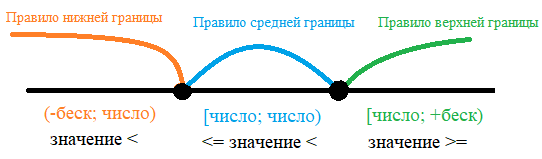 Правило нижней границы
Правило средней границы
Правило верхней границы
(-беск; число)
[число; число)
[число; +беск)
значение <
<= значение <
значение >=